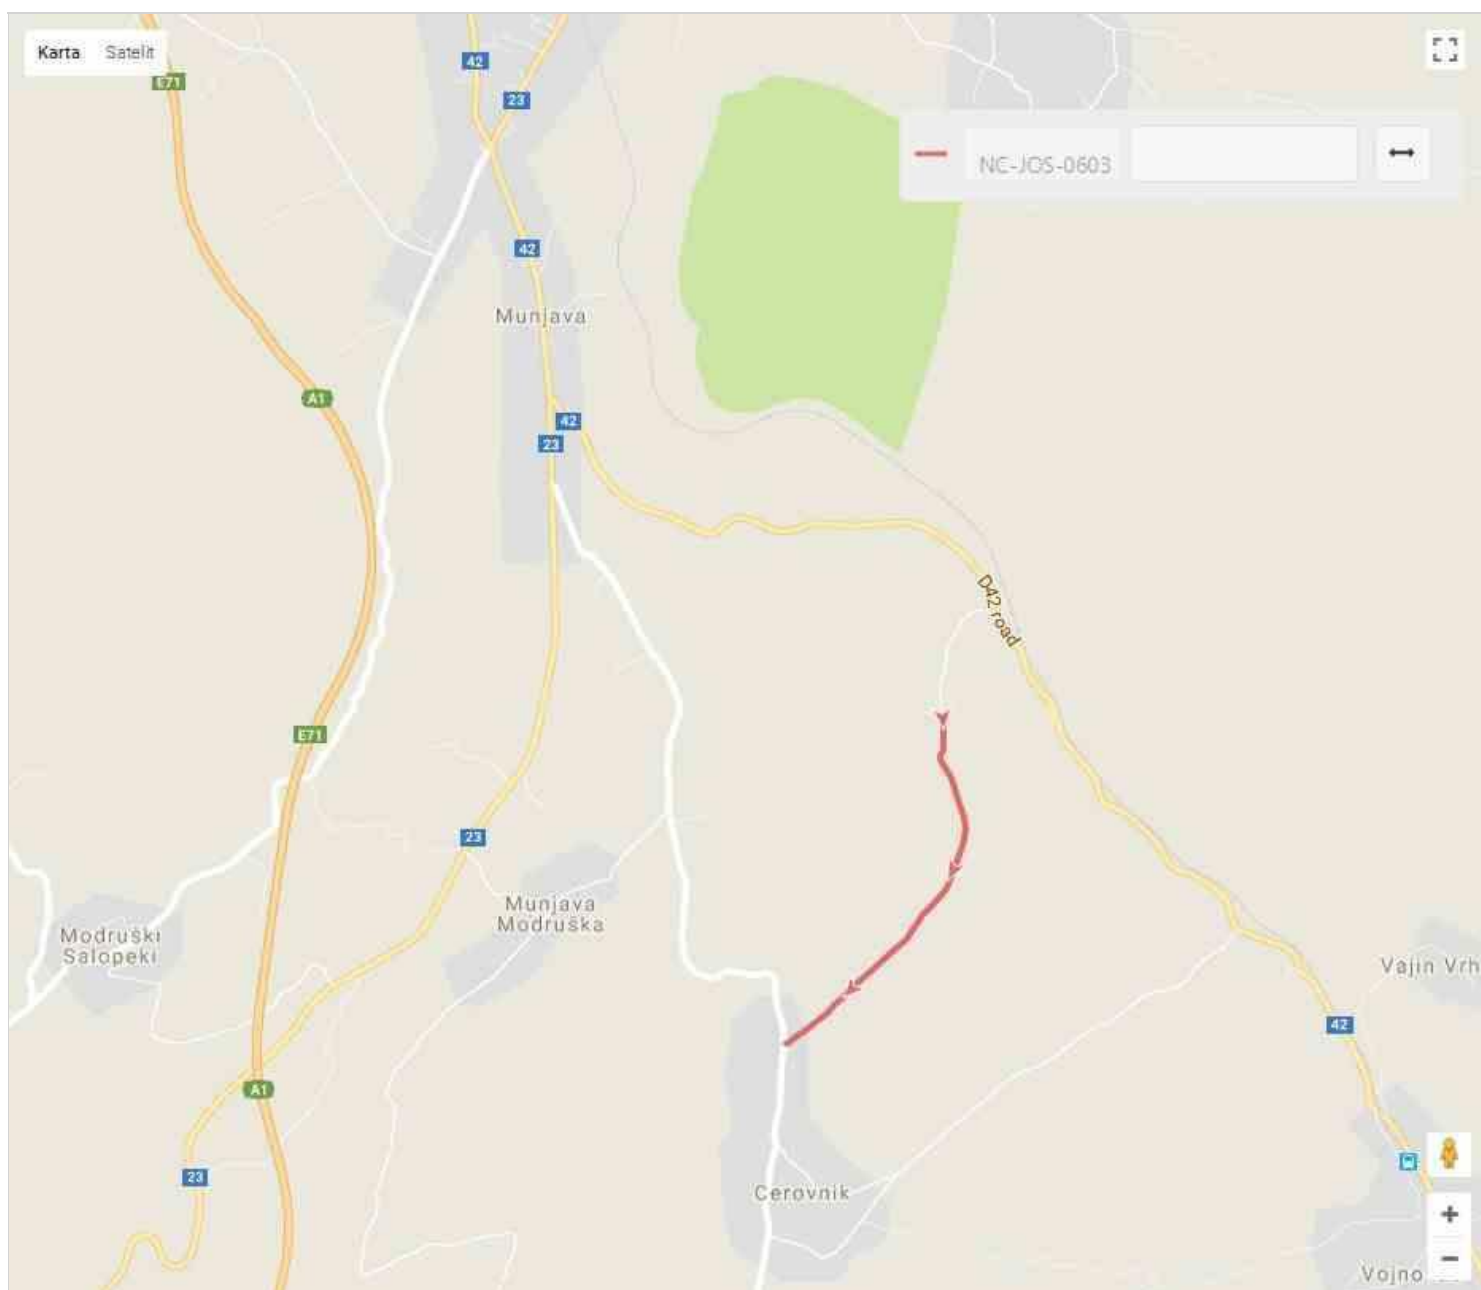 Karta Satelit
E71
42
23
NC-JOS-0603
42
Munjava
A1
42
23
D42 road
E71
23
Munjava
Modruška
Modruški
Salopeki
Vajin Vrh
42
A1
23
Cerovnik
+
−
Vojno